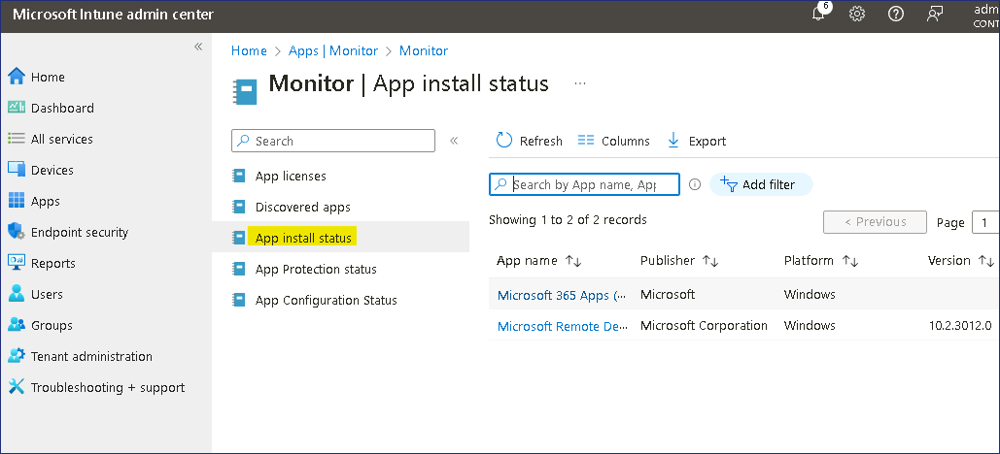 Microsoft Intune admin center
6
adm
CONT
«
Home
Dashboard
All services
Devices
Apps
Endpoint security
Reports
Users
Groups
Tenant administration
Troubleshooting + support
Home > Apps | Monitor > Monitor
Monitor | App install status ...
Search
«
App licenses
Discovered apps
App install status
App Protection status
App Configuration Status
Refresh Columns Export
Search by App name, App
Add filter
Showing 1 to 2 of 2 records
< Previous Page 1
App name ↑↓ Publisher ↑↓ Platform ↑↓ Version ↑↓
Microsoft 365 Apps (... Microsoft Windows
Microsoft Remote De... Microsoft Corporation Windows 10.2.3012.0